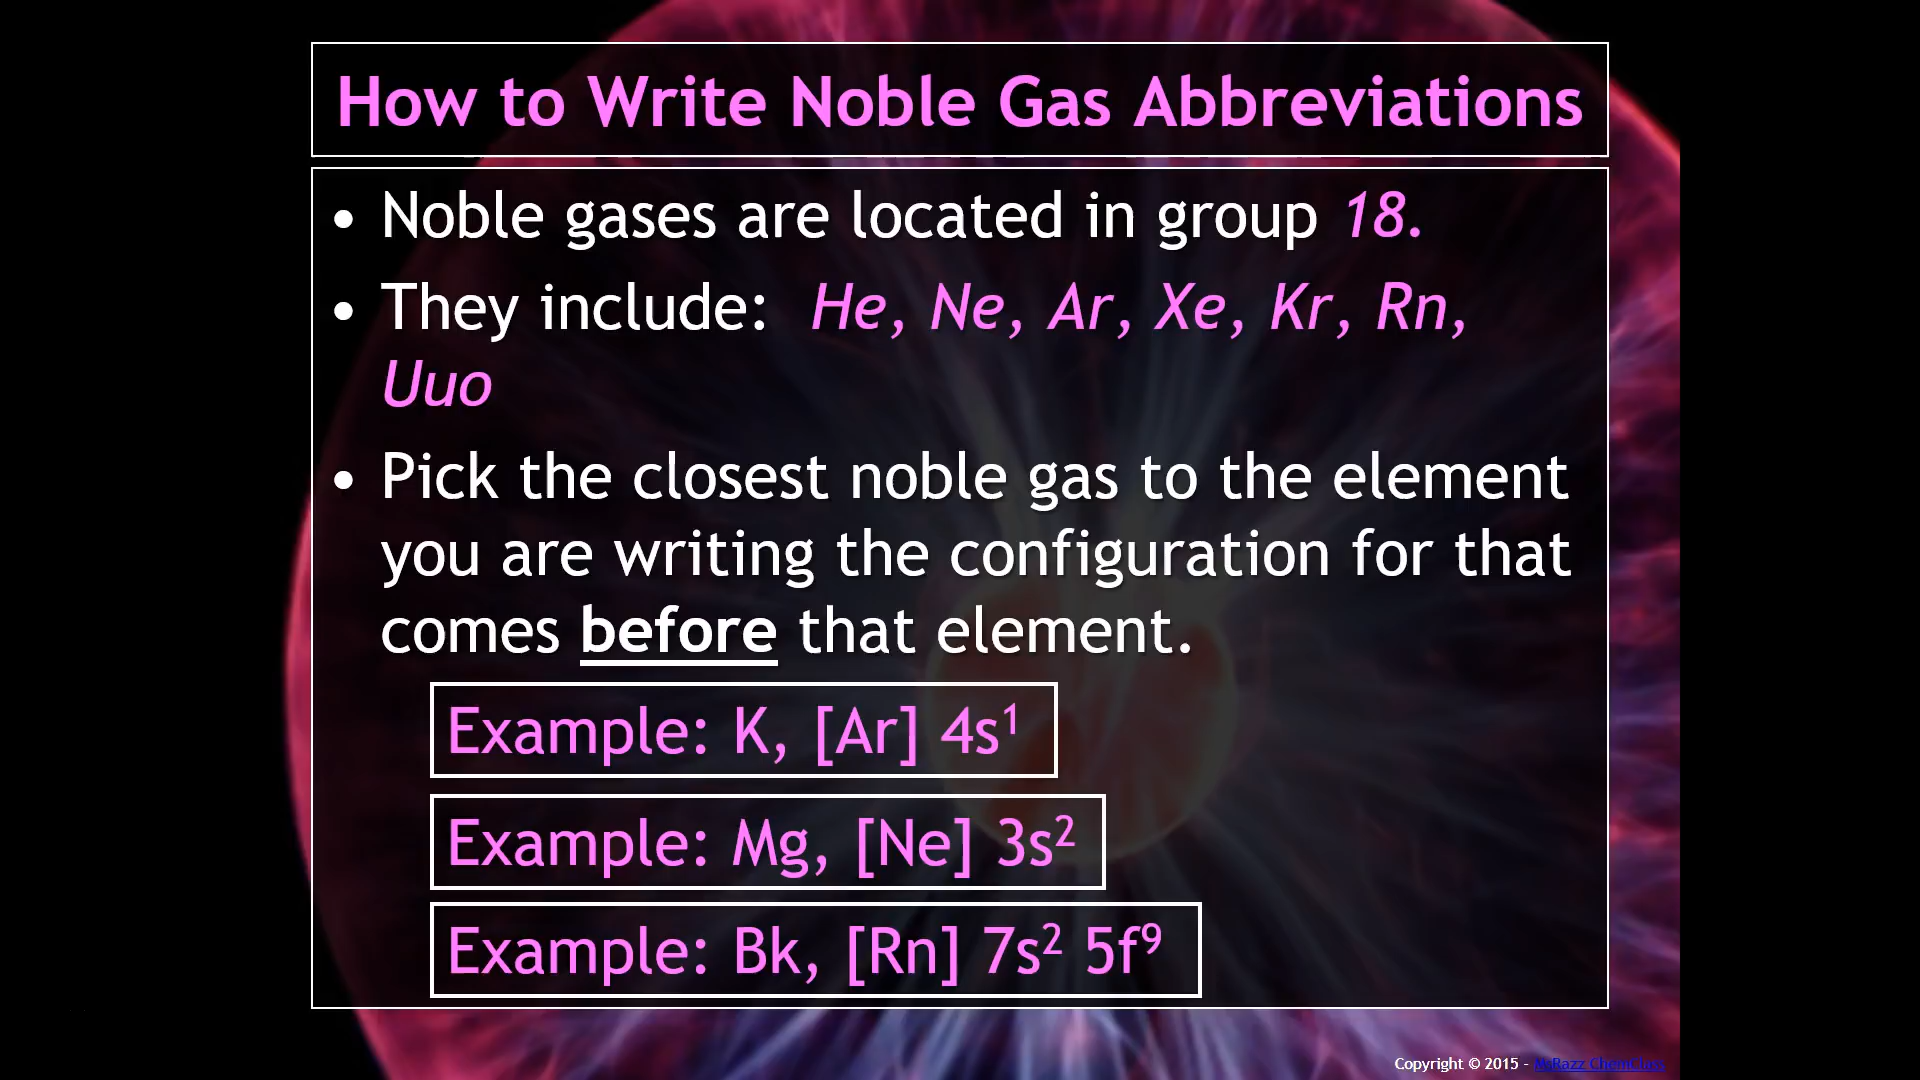 How to Write Noble Gas Abbreviations
• Noble gases are located in group 18.
• They include: He, Ne, Ar, Xe, Kr, Rn,
Uuo
• Pick the closest noble gas to the element
you are writing the configuration for that
comes before that element.
Example: K, [Ar] 4s¹
Example: Mg, [Ne] 3s²
Example: Bk, [Rn] 7s² 5f⁹
Copyright © 2015 - MsRazz ChemClass